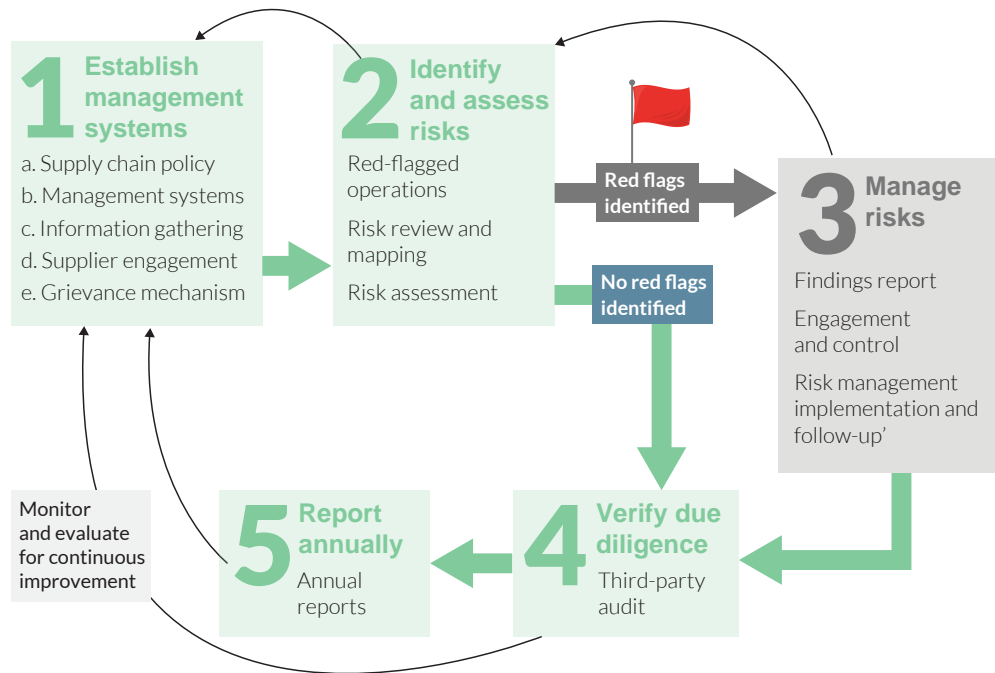 1
Establish
management
systems
a. Supply chain policy
b. Management systems
c. Information gathering
d. Supplier engagement
e. Grievance mechanism
2
Identify
and assess
risks
Red-flagged
operations
Risk review and
mapping
Risk assessment
Red flags
identified
No red flags
identified
3
Manage
risks
Findings report
Engagement
and control
Risk management
implementation and
follow-up’
4
Verify due
diligence
Third-party
audit
5
Report
annually
Annual
reports
Monitor
and evaluate
for continuous
improvement